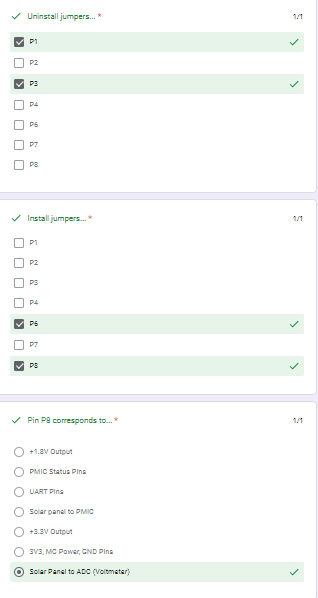 Uninstall jumpers... *
1/1
P1
P2
P3
P4
P6
P7
P8
Install jumpers... *
1/1
P1
P2
P3
P4
P6
P7
P8
Pin P8 corresponds to... *
1/1
+1.8V Output
PMIC Status Pins
UART Pins
Solar panel to PMIC
+3.3V Output
3V3, MC Power, GND Pins
Solar Panel to ADC (Voltmeter)